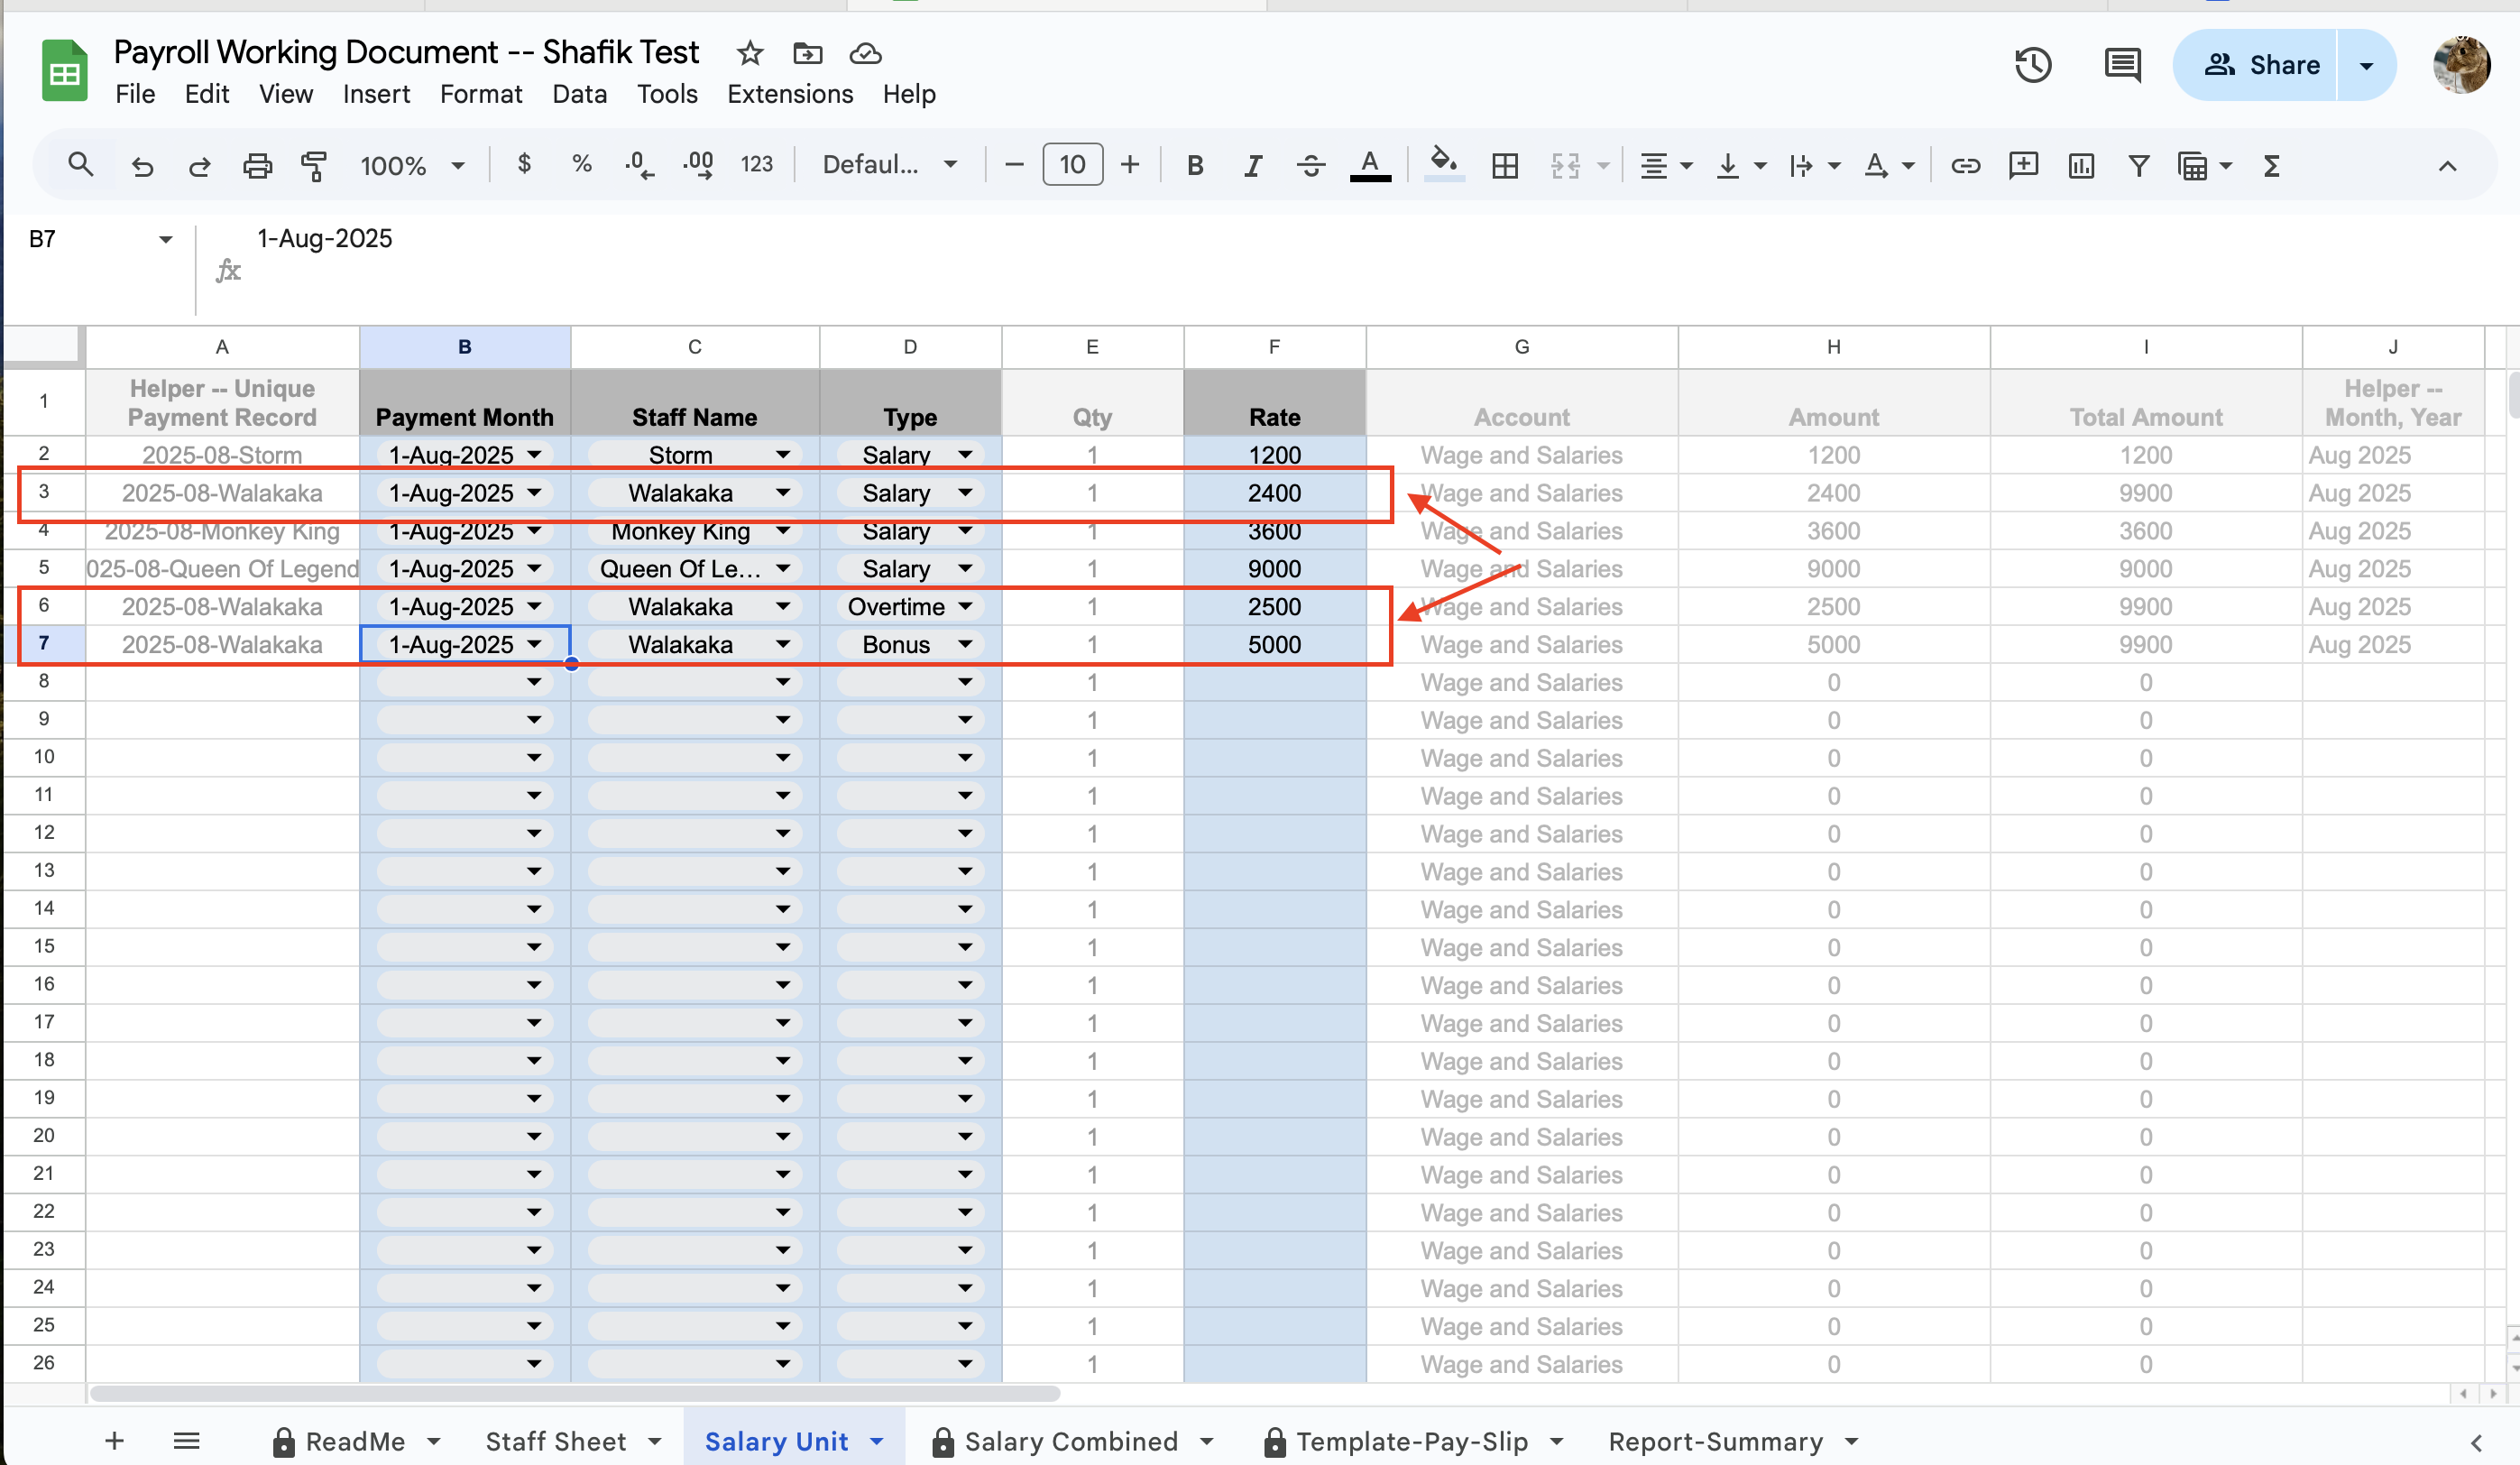 Payroll Working Document -- Shafik Test
File Edit View Insert Format Data Tools Extensions Help
Share
100% $ % .0 .00 123 Defaul... 10 B I A A Σ
B7 1-Aug-2025
fx
A B C D E F G H I J
1 Helper -- Unique Payment Record Payment Month Staff Name Type Qty Rate Account Amount Total Amount Helper -- Month, Year
2 2025-08-Storm 1-Aug-2025 Storm Salary 1 1200 Wage and Salaries 1200 1200 Aug 2025
3 2025-08-Walakaka 1-Aug-2025 Walakaka Salary 1 2400 Wage and Salaries 2400 9900 Aug 2025
4 2025-08-Monkey King 1-Aug-2025 Monkey King Salary 1 3600 Wage and Salaries 3600 3600 Aug 2025
5 025-08-Queen Of Legend 1-Aug-2025 Queen Of Le... Salary 1 9000 Wage and Salaries 9000 9000 Aug 2025
6 2025-08-Walakaka 1-Aug-2025 Walakaka Overtime 1 2500 Wage and Salaries 2500 9900 Aug 2025
7 2025-08-Walakaka 1-Aug-2025 Walakaka Bonus 1 5000 Wage and Salaries 5000 9900 Aug 2025
8 1 Wage and Salaries 0 0
9 1 Wage and Salaries 0 0
10 1 Wage and Salaries 0 0
11 1 Wage and Salaries 0 0
12 1 Wage and Salaries 0 0
13 1 Wage and Salaries 0 0
14 1 Wage and Salaries 0 0
15 1 Wage and Salaries 0 0
16 1 Wage and Salaries 0 0
17 1 Wage and Salaries 0 0
18 1 Wage and Salaries 0 0
19 1 Wage and Salaries 0 0
20 1 Wage and Salaries 0 0
21 1 Wage and Salaries 0 0
22 1 Wage and Salaries 0 0
23 1 Wage and Salaries 0 0
24 1 Wage and Salaries 0 0
25 1 Wage and Salaries 0 0
26 1 Wage and Salaries 0 0
ReadMe Staff Sheet Salary Unit Salary Combined Template-Pay-Slip Report-Summary